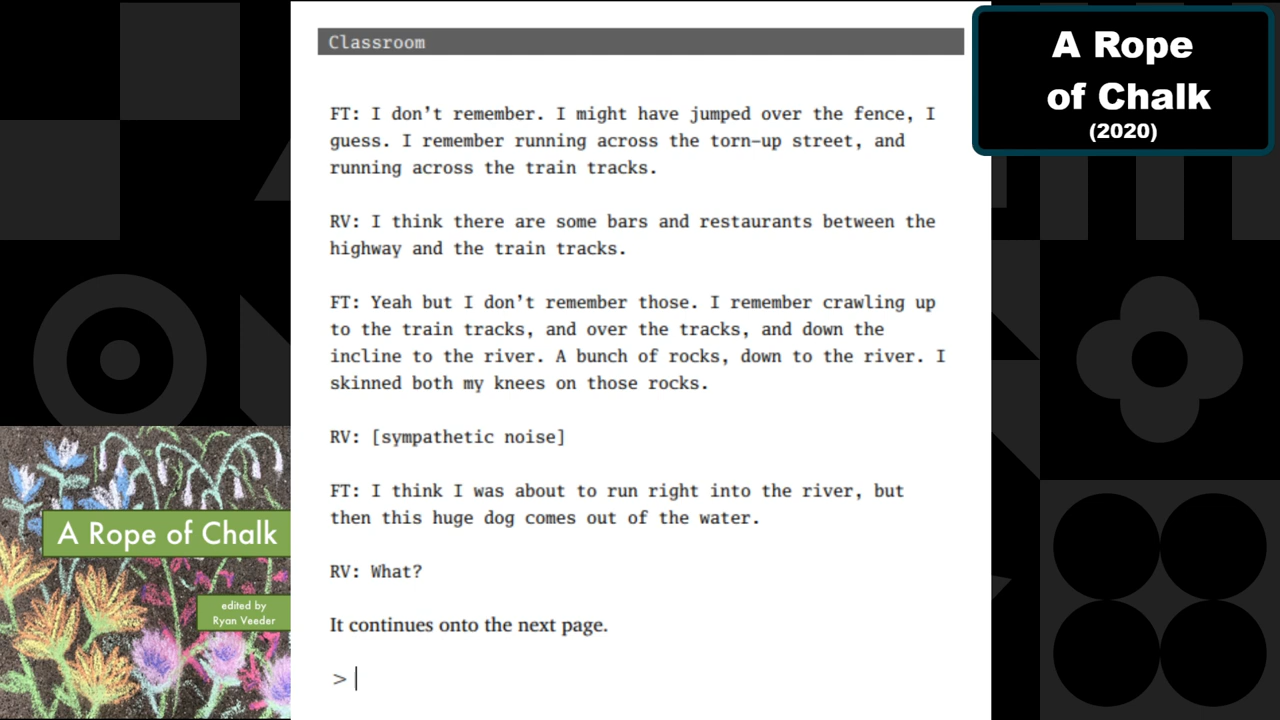 Classroom
FT: I don’t remember. I might have jumped over the fence, I
guess. I remember running across the torn-up street, and
running across the train tracks.
RV: I think there are some bars and restaurants between the
highway and the train tracks.
FT: Yeah but I don’t remember those. I remember crawling up
to the train tracks, and over the tracks, and down the
incline to the river. A bunch of rocks, down to the river. I
skinned both my knees on those rocks.
RV: [sympathetic noise]
FT: I think I was about to run right into the river, but
then this huge dog comes out of the water.
RV: What?
It continues onto the next page.
>
A Rope
of Chalk
(2020)
A Rope of Chalk
edited by
Ryan Veeder